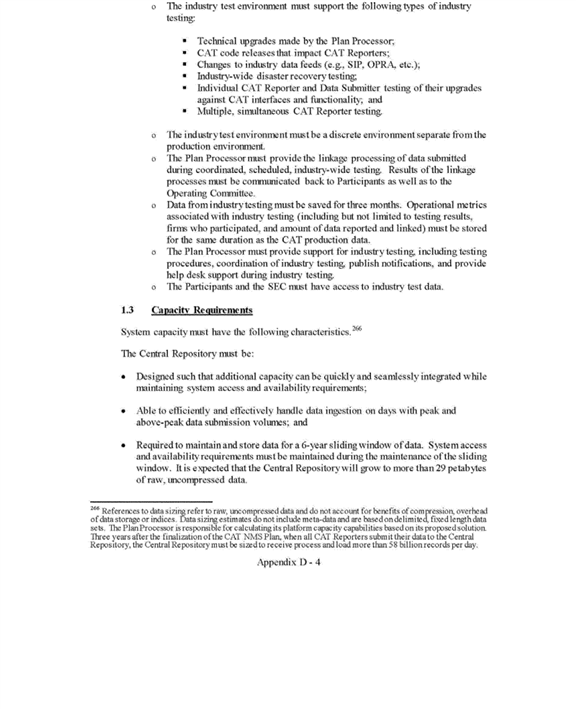 o The industry test environment must support the following types of industry
testing:
▪ Technical upgrades made by the Plan Processor;
▪ CAT code releases that impact CAT Reporters;
▪ Changes to industry data feeds (e.g., SIP, OPRA, etc.);
▪ Industry-wide disaster recovery testing;
▪ Individual CAT Reporter and Data Submitter testing of their upgrades
against CAT interfaces and functionality; and
▪ Multiple, simultaneous CAT Reporter testing.
o The industry test environment must be a discrete environment separate from the
production environment.
o The Plan Processor must provide the linkage processing of data submitted
during coordinated, scheduled, industry-wide testing. Results of the linkage
processes must be communicated back to Participants as well as to the
Operating Committee.
o Data from industry testing must be saved for three months. Operational metrics
associated with industry testing (including but not limited to testing results,
firms who participated, and amount of data reported and linked) must be stored
for the same duration as the CAT production data.
o The Plan Processor must provide support for industry testing, including testing
procedures, coordination of industry testing, publish notifications, and provide
help desk support during industry testing.
o The Participants and the SEC must have access to industry test data.
1.3 Capacity Requirements
System capacity must have the following characteristics.266
The Central Repository must be:
• Designed such that additional capacity can be quickly and seamlessly integrated while
maintaining system access and availability requirements;
• Able to efficiently and effectively handle data ingestion on days with peak and
above-peak data submission volumes; and
• Required to maintain and store data for a 6-year sliding window of data. System access
and availability requirements must be maintained during the maintenance of the sliding
window. It is expected that the Central Repository will grow to more than 29 petabytes
of raw, uncompressed data.
266 References to data sizing refer to raw, uncompressed data and do not account for benefits of compression, overhead
of data storage or indices. Data sizing estimates do not include meta-data and are based on delimited, fixed length data
sets. The Plan Processor is responsible for calculating its platform capacity capabilities based on its proposed solution.
Three years after the finalization of the CAT NMS Plan, when all CAT Reporters submit their data to the Central
Repository, the Central Repository must be sized to receive process and load more than 58 billion records per day.
Appendix D - 4